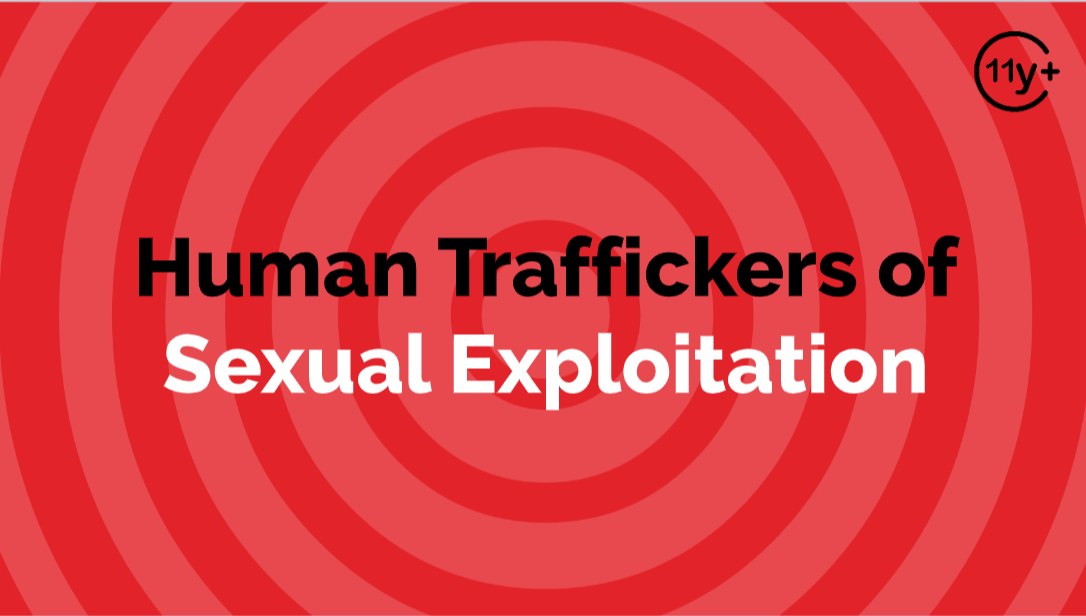 11y+
Human Traffickers of
Sexual Exploitation